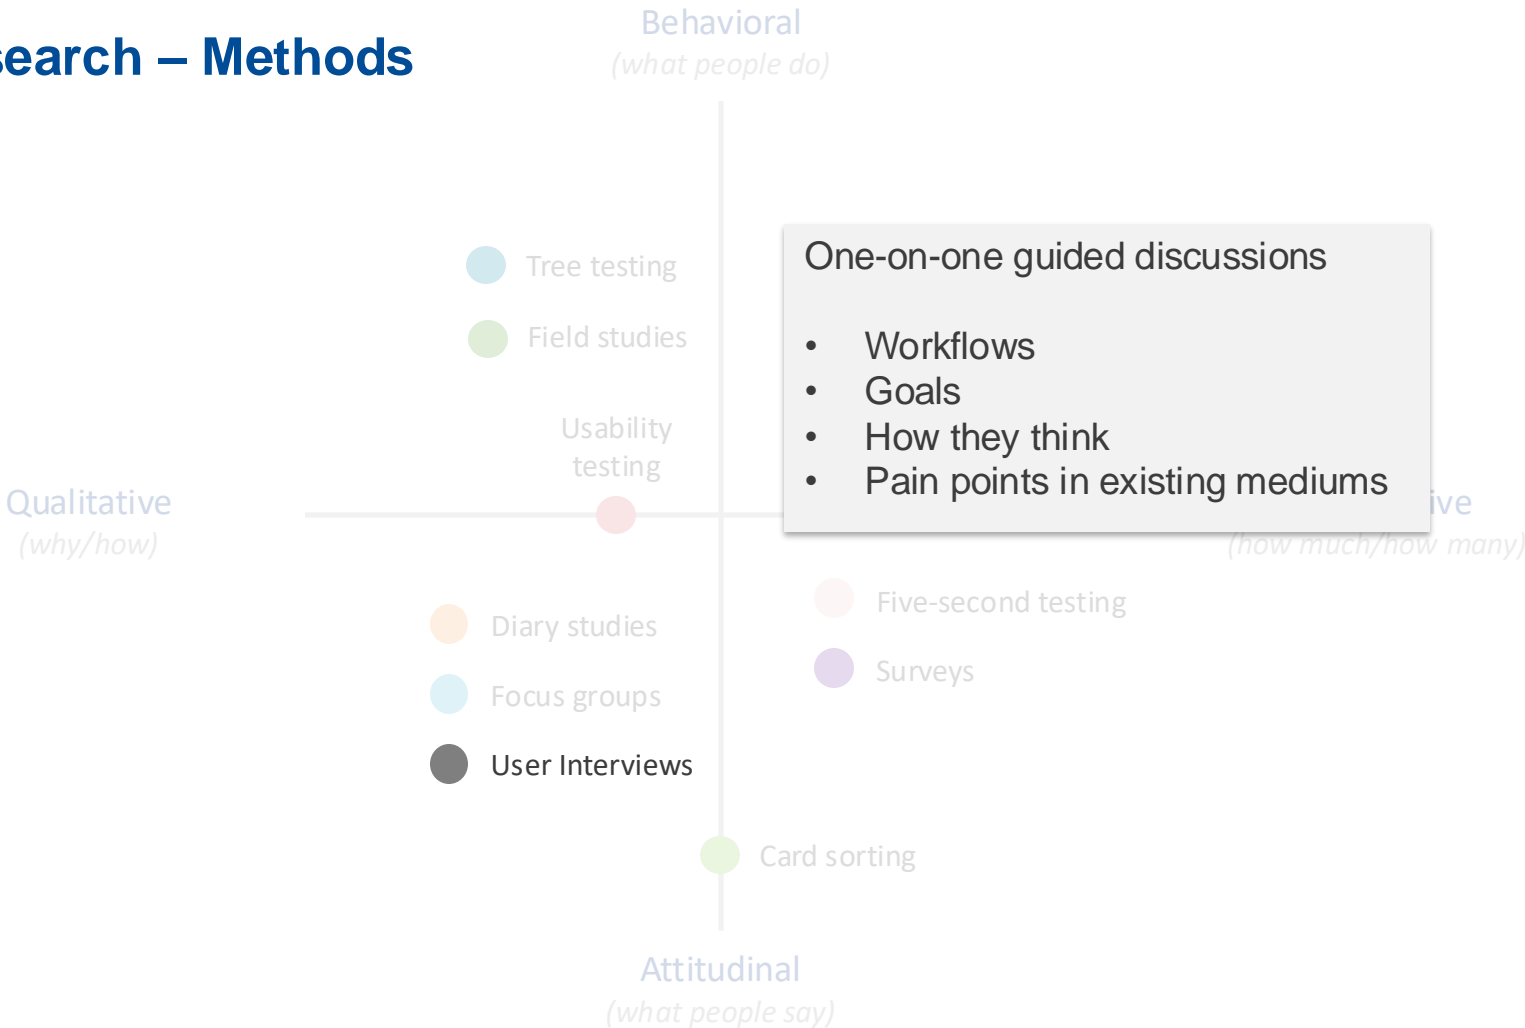 search – Methods
Behavioral
(what people do)
Tree testing
Field studies
One-on-one guided discussions
• Workflows
• Goals
• How they think
• Pain points in existing mediums
Usability
testing
Qualitative
(why/how)
ive
(how much/how many)
Five-second testing
Surveys
Diary studies
Focus groups
User Interviews
Card sorting
Attitudinal
(what people say)